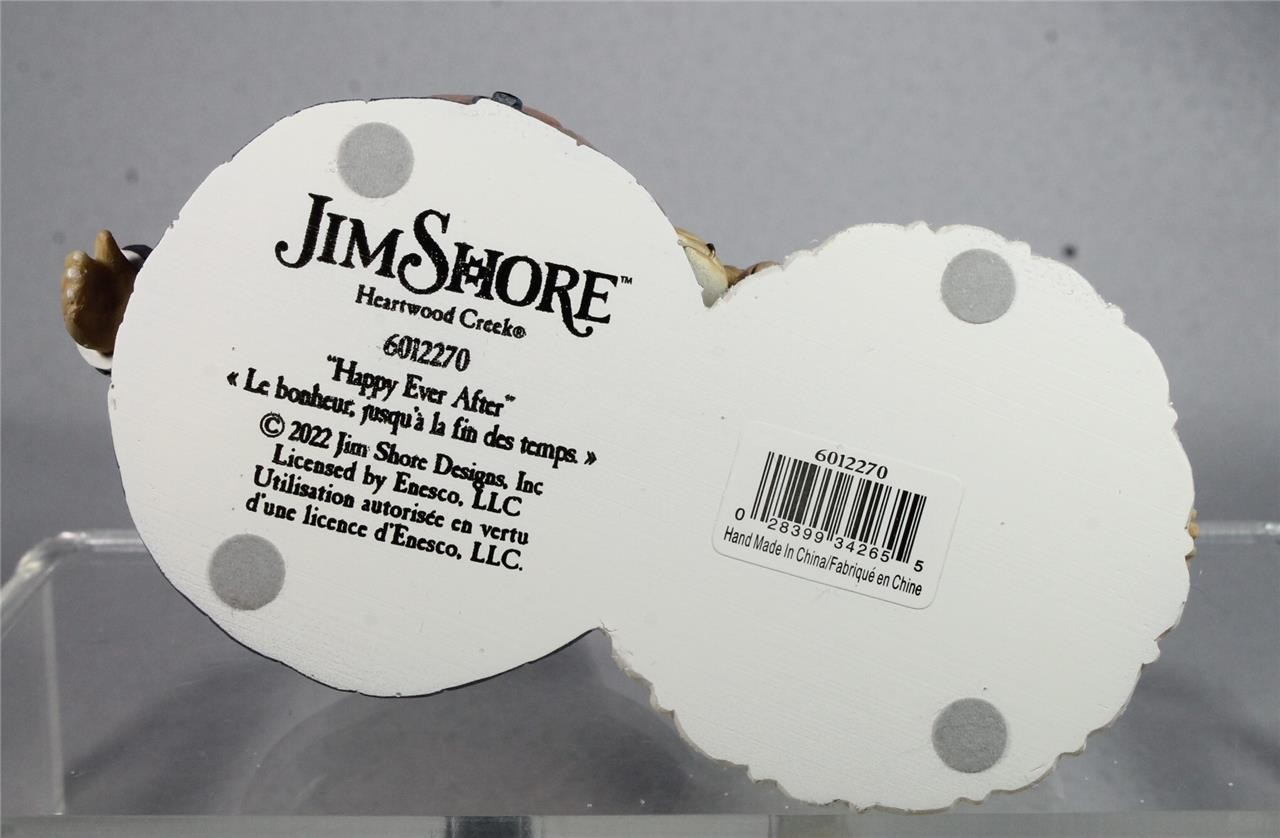 JIM SHORE™
Heartwood Creek®
6012270
"Happy Ever After"
« Le bonheur, jusqu'à la fin des temps. »
© 2022 Jim Shore Designs, Inc
Licensed by Enesco, LLC
Utilisation autorisée en vertu
d'une licence d'Enesco, LLC.
6012270
0 28399 34265 5
Hand Made In China/Fabriqué en Chine